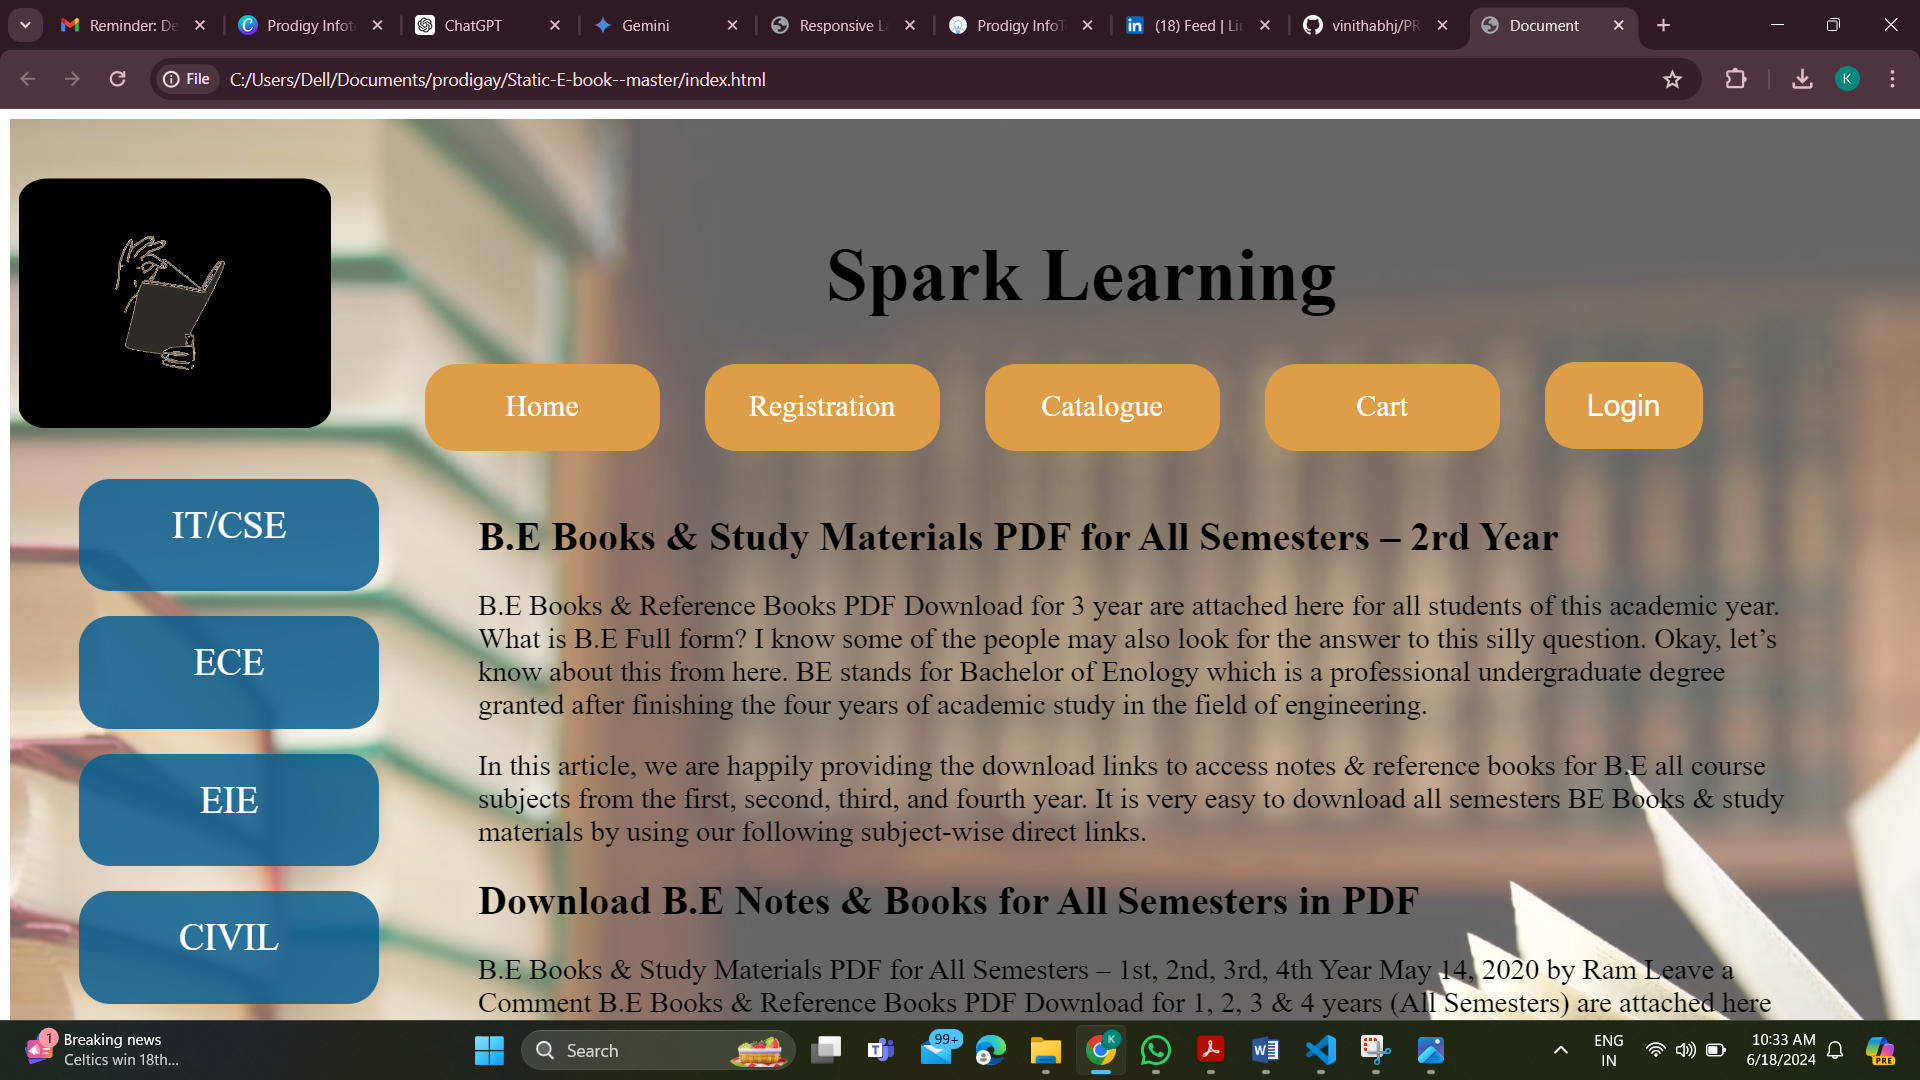 Reminder: De
Prodigy Infot
ChatGPT
Gemini
Responsive La
Prodigy InfoT
(18) Feed | Li
vinithabhj/PR
Document
File
C:/Users/Dell/Documents/prodigay/Static-E-book--master/index.html
K
Spark Learning
Home
Registration
Catalogue
Cart
Login
IT/CSE
ECE
EIE
CIVIL
B.E Books & Study Materials PDF for All Semesters – 2rd Year
B.E Books & Reference Books PDF Download for 3 year are attached here for all students of this academic year.
What is B.E Full form? I know some of the people may also look for the answer to this silly question. Okay, let’s
know about this from here. BE stands for Bachelor of Enology which is a professional undergraduate degree
granted after finishing the four years of academic study in the field of engineering.
In this article, we are happily providing the download links to access notes & reference books for B.E all course
subjects from the first, second, third, and fourth year. It is very easy to download all semesters BE Books & study
materials by using our following subject-wise direct links.
Download B.E Notes & Books for All Semesters in PDF
B.E Books & Study Materials PDF for All Semesters – 1st, 2nd, 3rd, 4th Year May 14, 2020 by Ram Leave a
Comment B.E Books & Reference Books PDF Download for 1, 2, 3 & 4 years (All Semesters) are attached here
1
Breaking news
Celtics win 18th...
Search
99+
K
ENG
IN
10:33 AM
6/18/2024
PRE